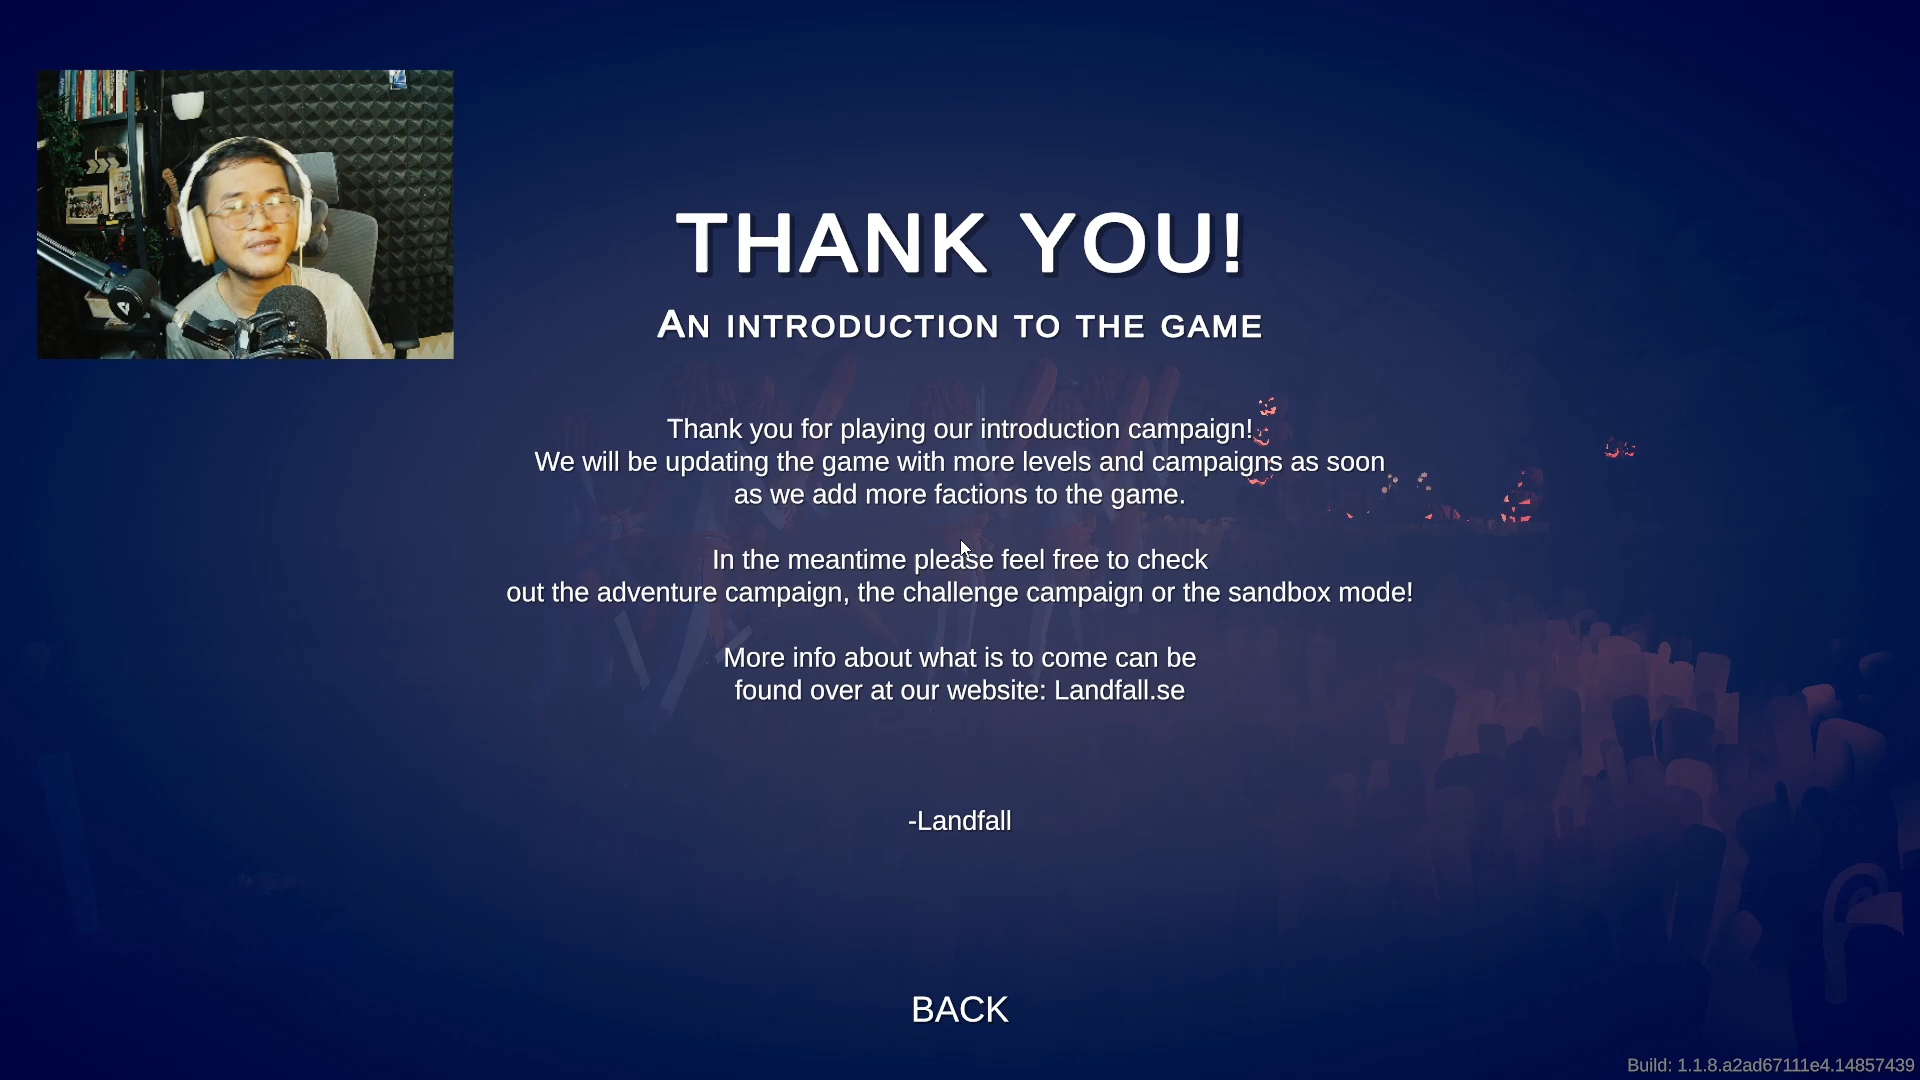 THANK YOU!
AN INTRODUCTION TO THE GAME
Thank you for playing our introduction campaign!
We will be updating the game with more levels and campaigns as soon
as we add more factions to the game.
In the meantime please feel free to check
out the adventure campaign, the challenge campaign or the sandbox mode!
More info about what is to come can be
found over at our website: Landfall.se
-Landfall
BACK
Build: 1.1.8.a2ad67111e4.14857439